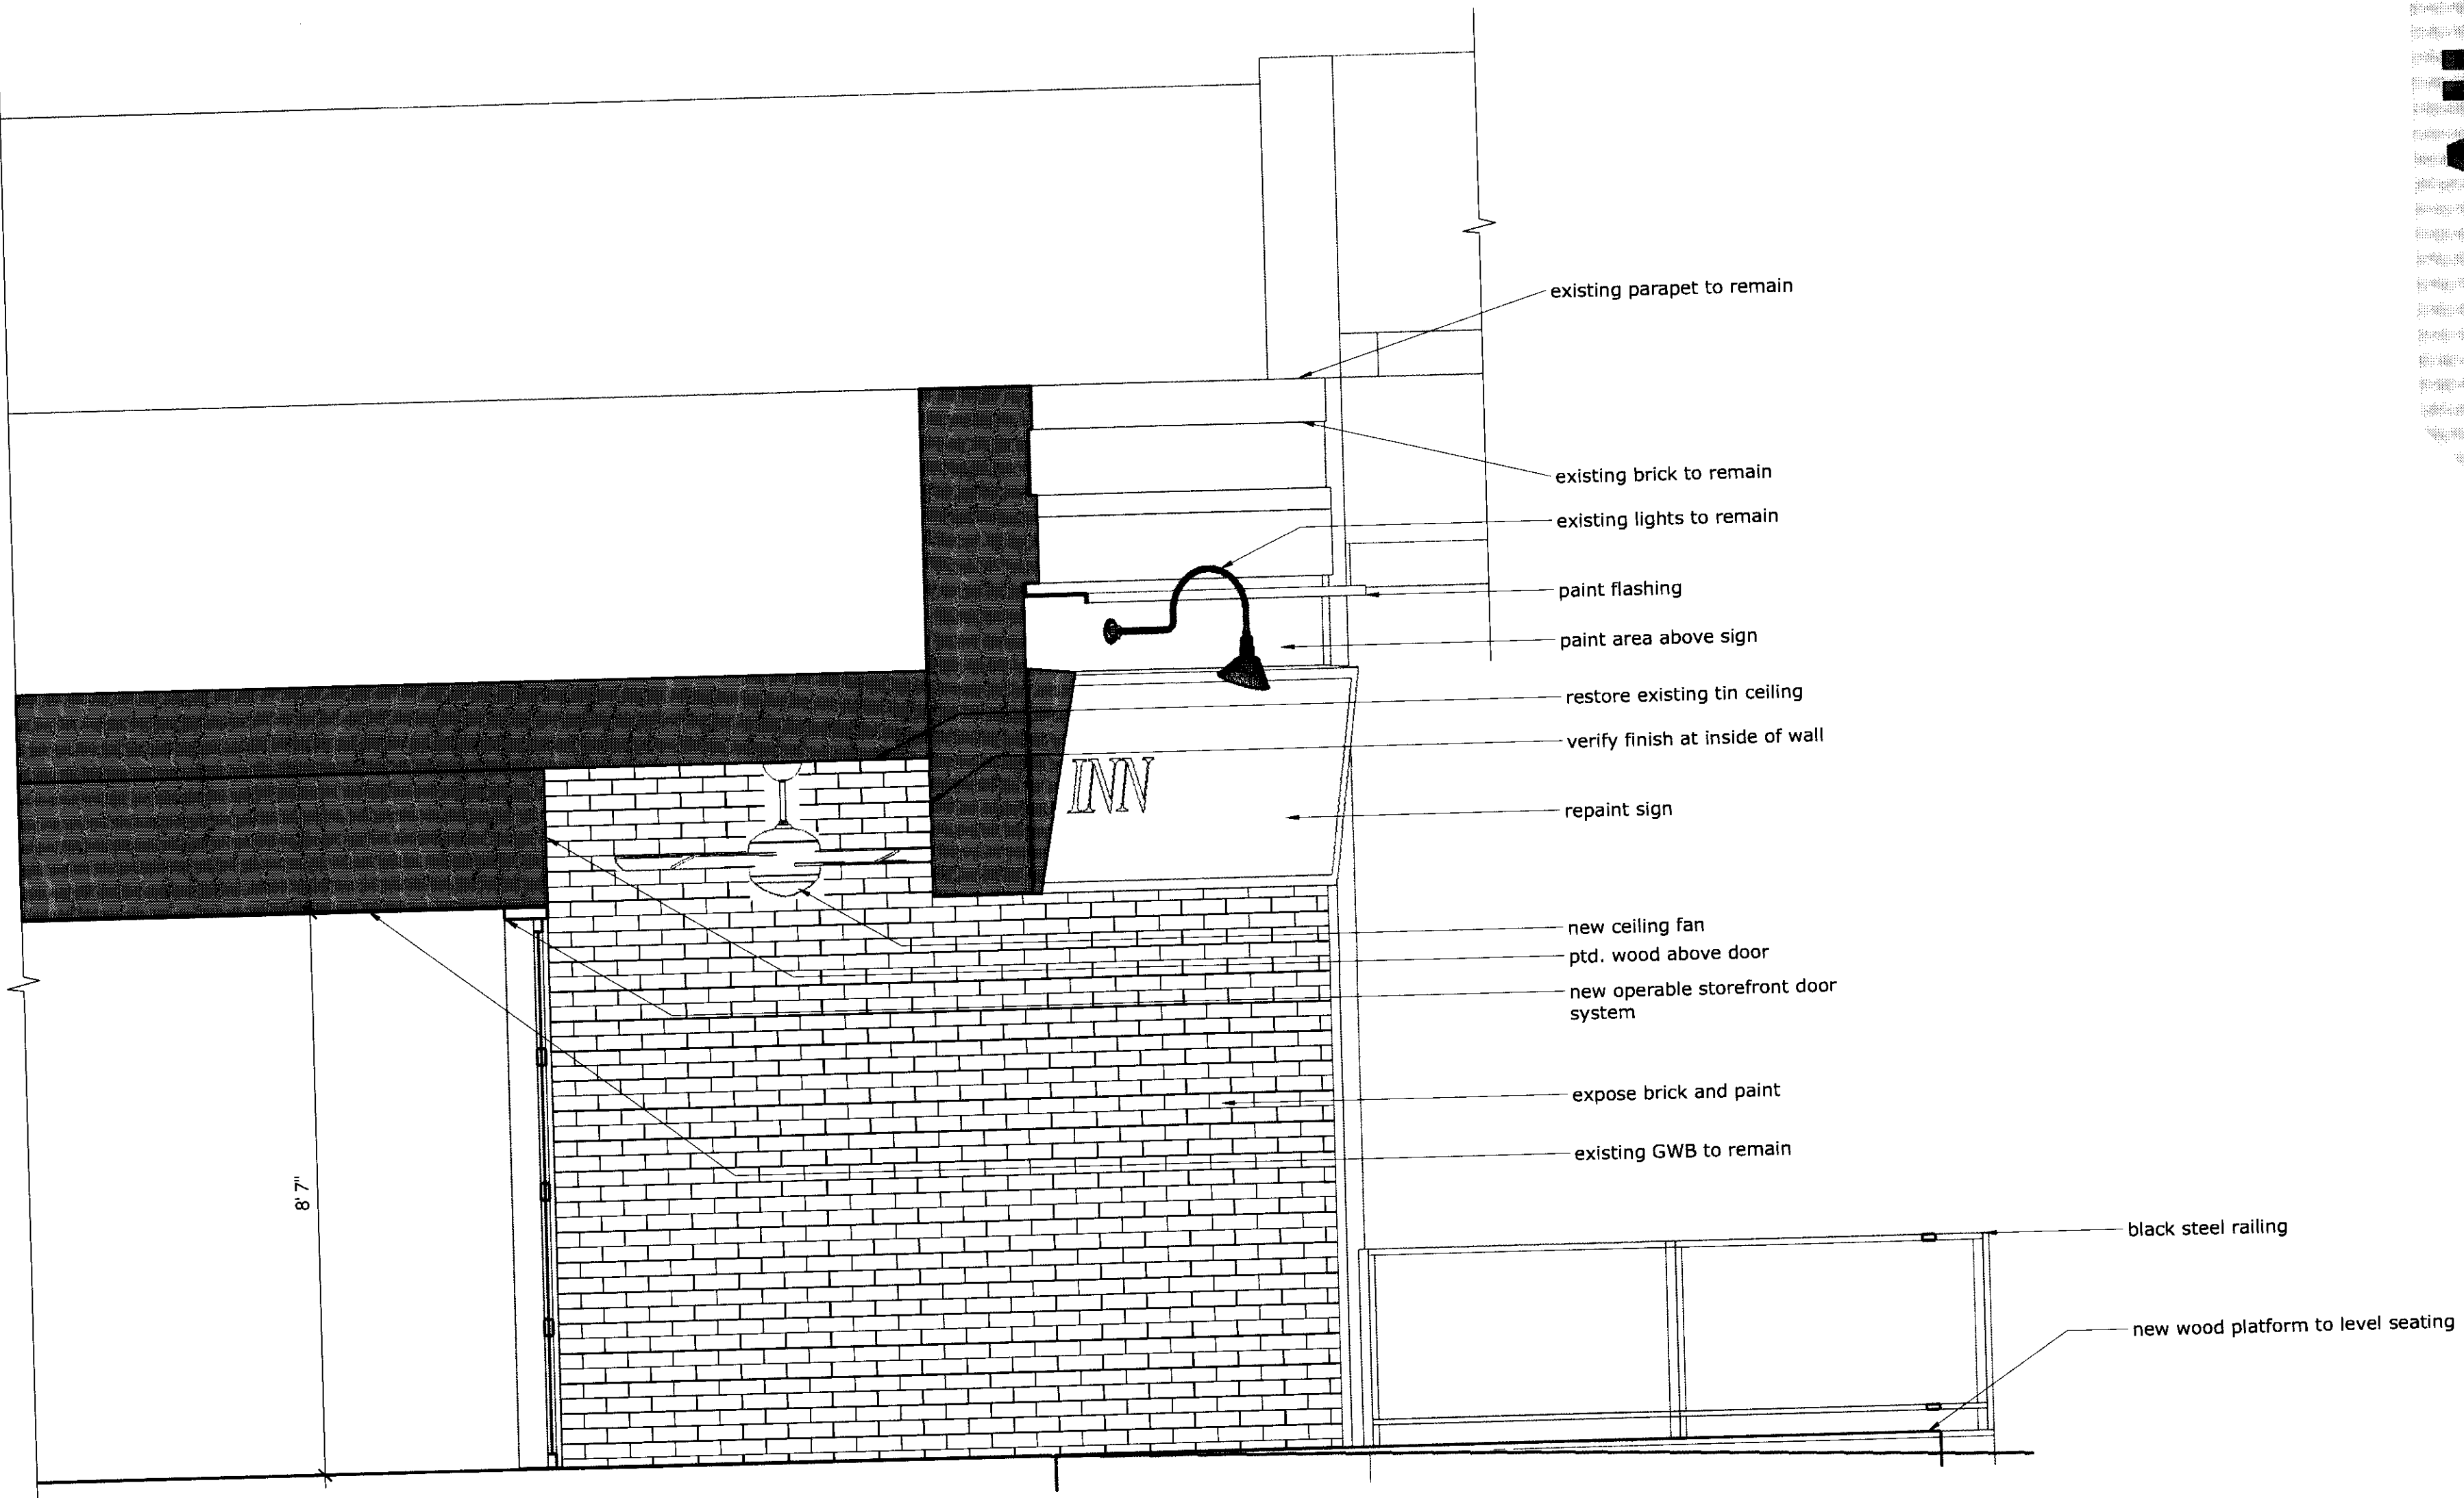 existing parapet to remain
existing brick to remain
existing lights to remain
paint flashing
paint area above sign
restore existing tin ceiling
verify finish at inside of wall
INN
repaint sign
new ceiling fan
ptd. wood above door
new operable storefront door
system
expose brick and paint
existing GWB to remain
8' 7"
black steel railing
new wood platform to level seating